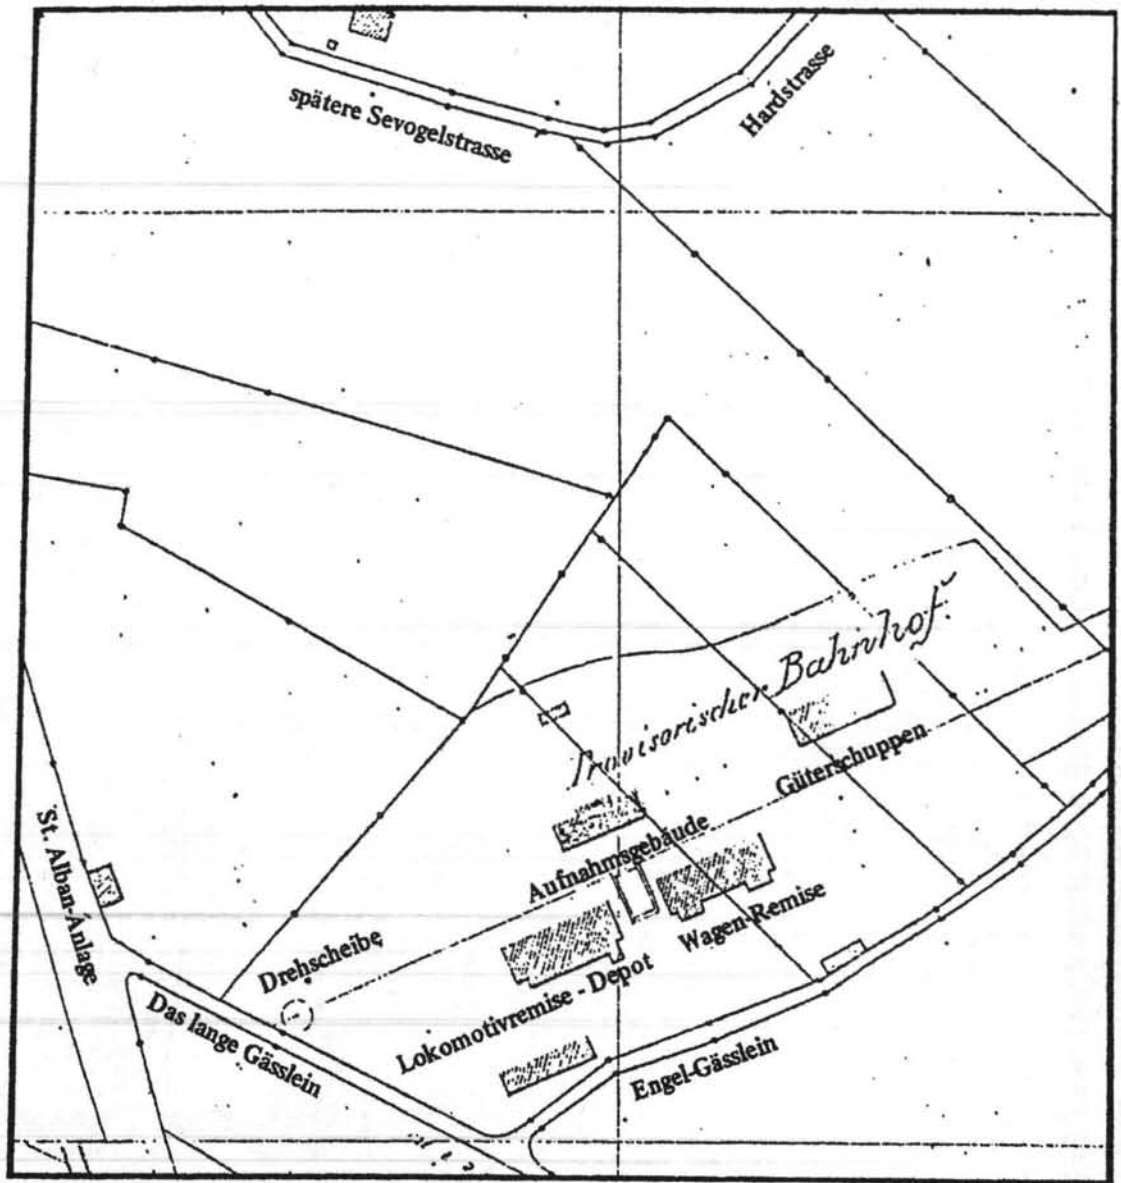 spätere Sevogelstrasse
Hardstrasse
Provisorischer Bahnhof
Güterschuppen
Aufnahmsgebäude
Wagen-Remise
St. Alban-Anlage
Drehscheibe
Lokomotivremise - Depot
Das lange Gässlein
Engel-Gässlein